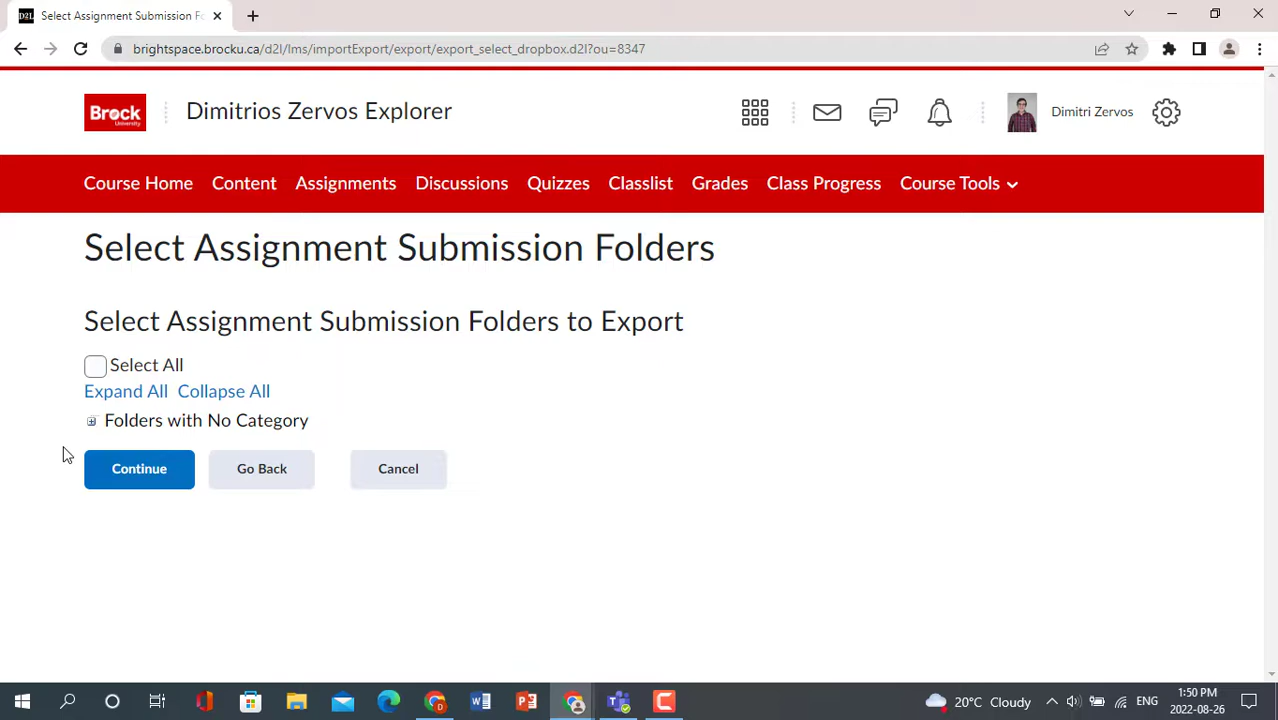 D2L Select Assignment Submission Fo
brightspace.brocku.ca/d2l/lms/importExport/export/export_select_dropbox.d2l?ou=8347
Brock University
Dimitrios Zervos Explorer
Dimitri Zervos
Course Home Content Assignments Discussions Quizzes Classlist Grades Class Progress Course Tools
Select Assignment Submission Folders
Select Assignment Submission Folders to Export
Select All
Expand All Collapse All
Folders with No Category
Continue Go Back Cancel
20°C Cloudy ENG 1:50 PM
2022-08-26